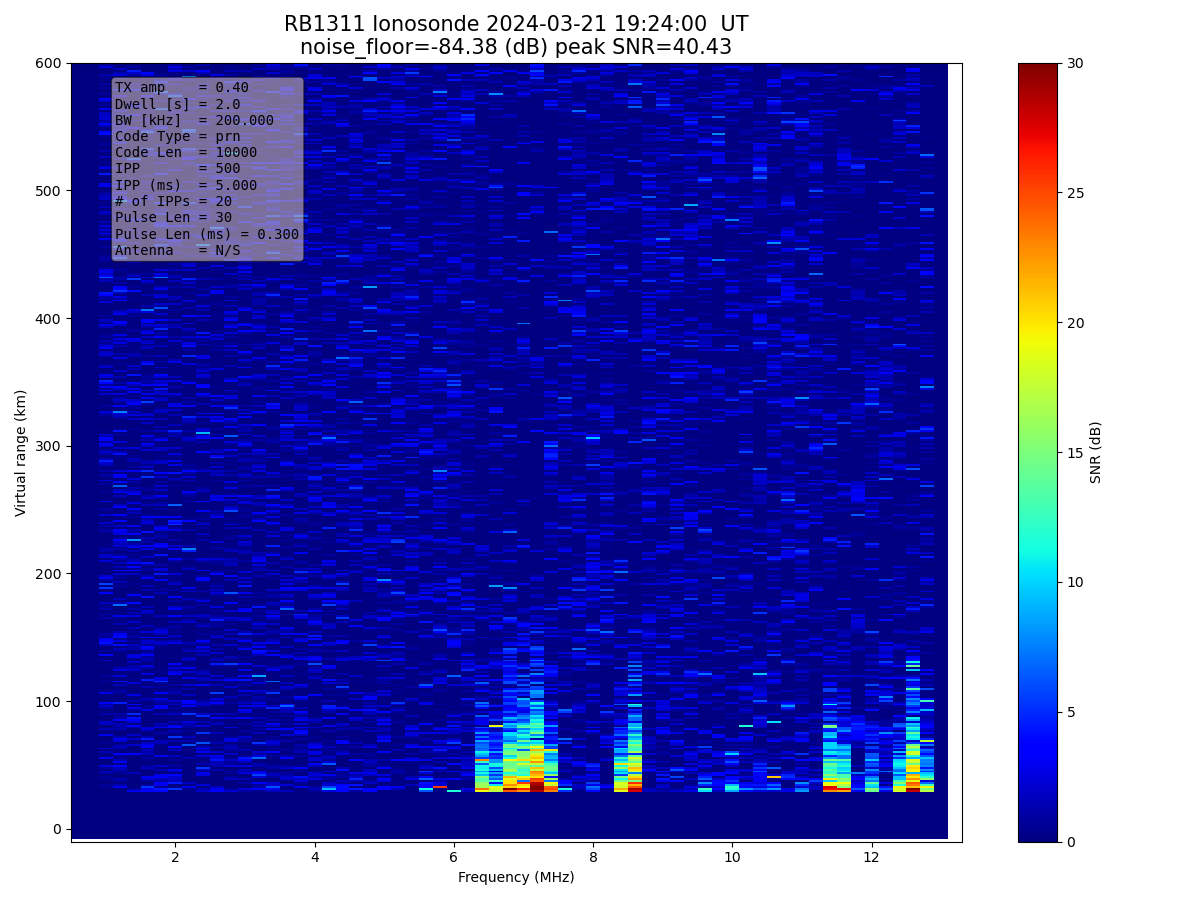 RB1311 Ionosonde 2024-03-21 19:24:00 UT
noise_floor=-84.38 (dB) peak SNR=40.43
TX amp = 0.40
Dwell [s] = 2.0
BW [kHz] = 200.000
Code Type = prn
Code Len = 10000
IPP = 500
IPP (ms) = 5.000
# of IPPs = 20
Pulse Len = 30
Pulse Len (ms) = 0.300
Antenna = N/S
600
500
400
300
200
100
0
Virtual range (km)
2 4 6 8 10 12
Frequency (MHz)
30
25
20
15
10
5
0
SNR (dB)